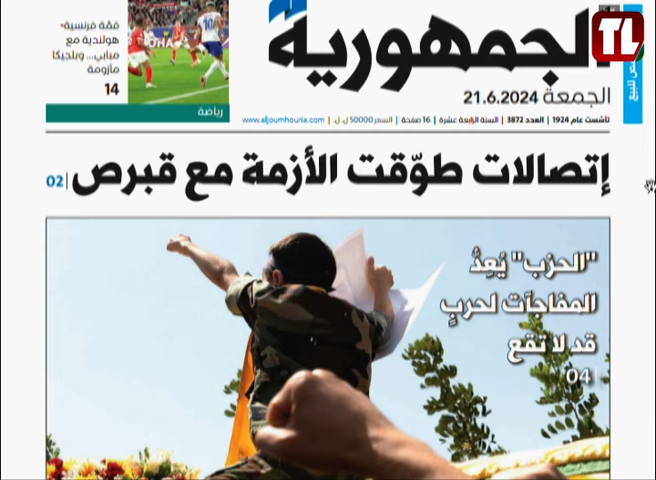 الجمهورية
TL
الجمعة 21.6.2024
تأسست عام 1924 | العدد 3872 | السنة الرابعة عشرة | 16 صفحة | السعر 50000 ل.ل. | www.aljoumhouria.com
قمّة فرنسية-
هولندية مع
مبابي... وبلجيكا
مأزومة
14
رياضة
إتصالات طوّقت الأزمة مع قبرص | 02
"الحزب" يُعِدُّ
المفاجآت لحربٍ
قد لا تقع
04